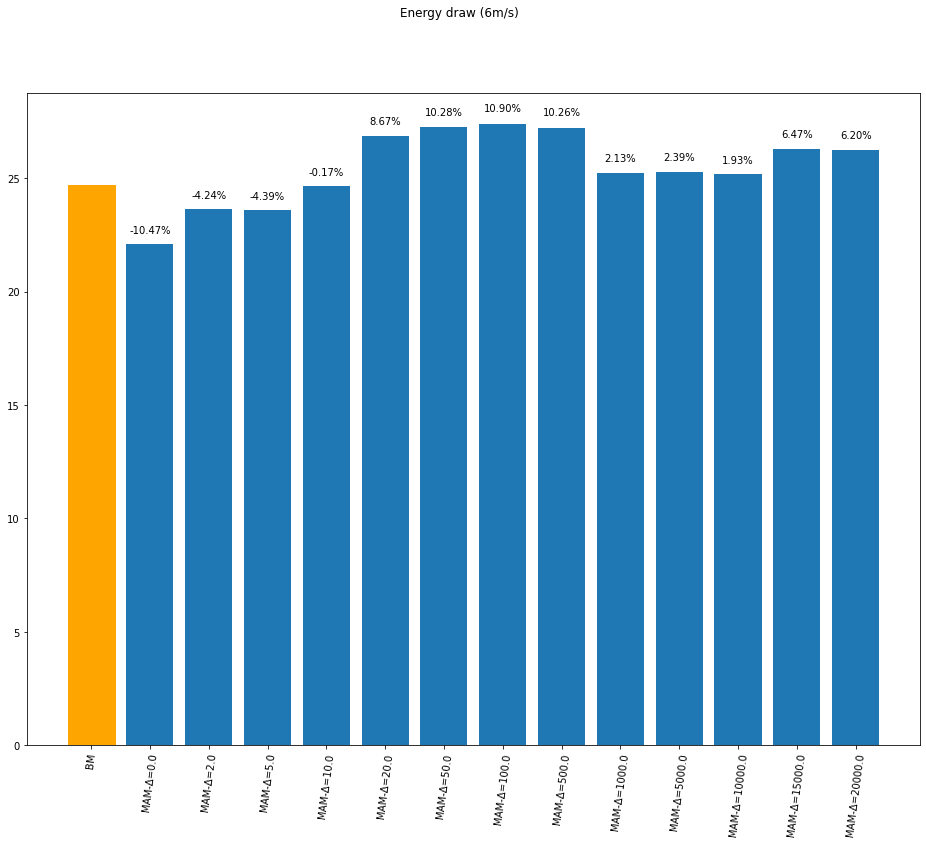 Energy draw (6m/s)
10.90%
10.28%
10.26%
8.67%
6.47%
6.20%
2.13%
2.39%
1.93%
-0.17%
-4.24%
-4.39%
-10.47%
25
20
15
10
5
0
BM
MAM-Δ=0.0
MAM-Δ=2.0
MAM-Δ=5.0
MAM-Δ=10.0
MAM-Δ=20.0
MAM-Δ=50.0
MAM-Δ=100.0
MAM-Δ=500.0
MAM-Δ=1000.0
MAM-Δ=5000.0
MAM-Δ=10000.0
MAM-Δ=15000.0
MAM-Δ=20000.0